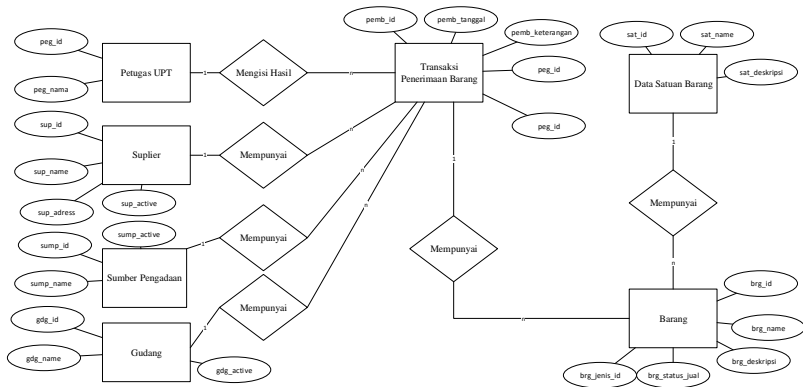 pemb_id
pemb_tanggal
pemb_keterangan
peg_id
peg_id
sat_id
sat_name
sat_deskripsi
peg_id
peg_nama
Petugas UPT
1
Mengisi Hasil
n
Transaksi
Penerimaan Barang
Data Satuan Barang
sup_id
sup_name
sup_adress
sup_active
Suplier
1
Mempunyai
n
1
1
sump_active
sump_id
sump_name
Sumber Pengadaan
1
Mempunyai
n
Mempunyai
Mempunyai
gdg_id
gdg_name
gdg_active
Gudang
1
Mempunyai
n
n
n
Barang
brg_id
brg_name
brg_deskripsi
brg_jenis_id
brg_status_jual